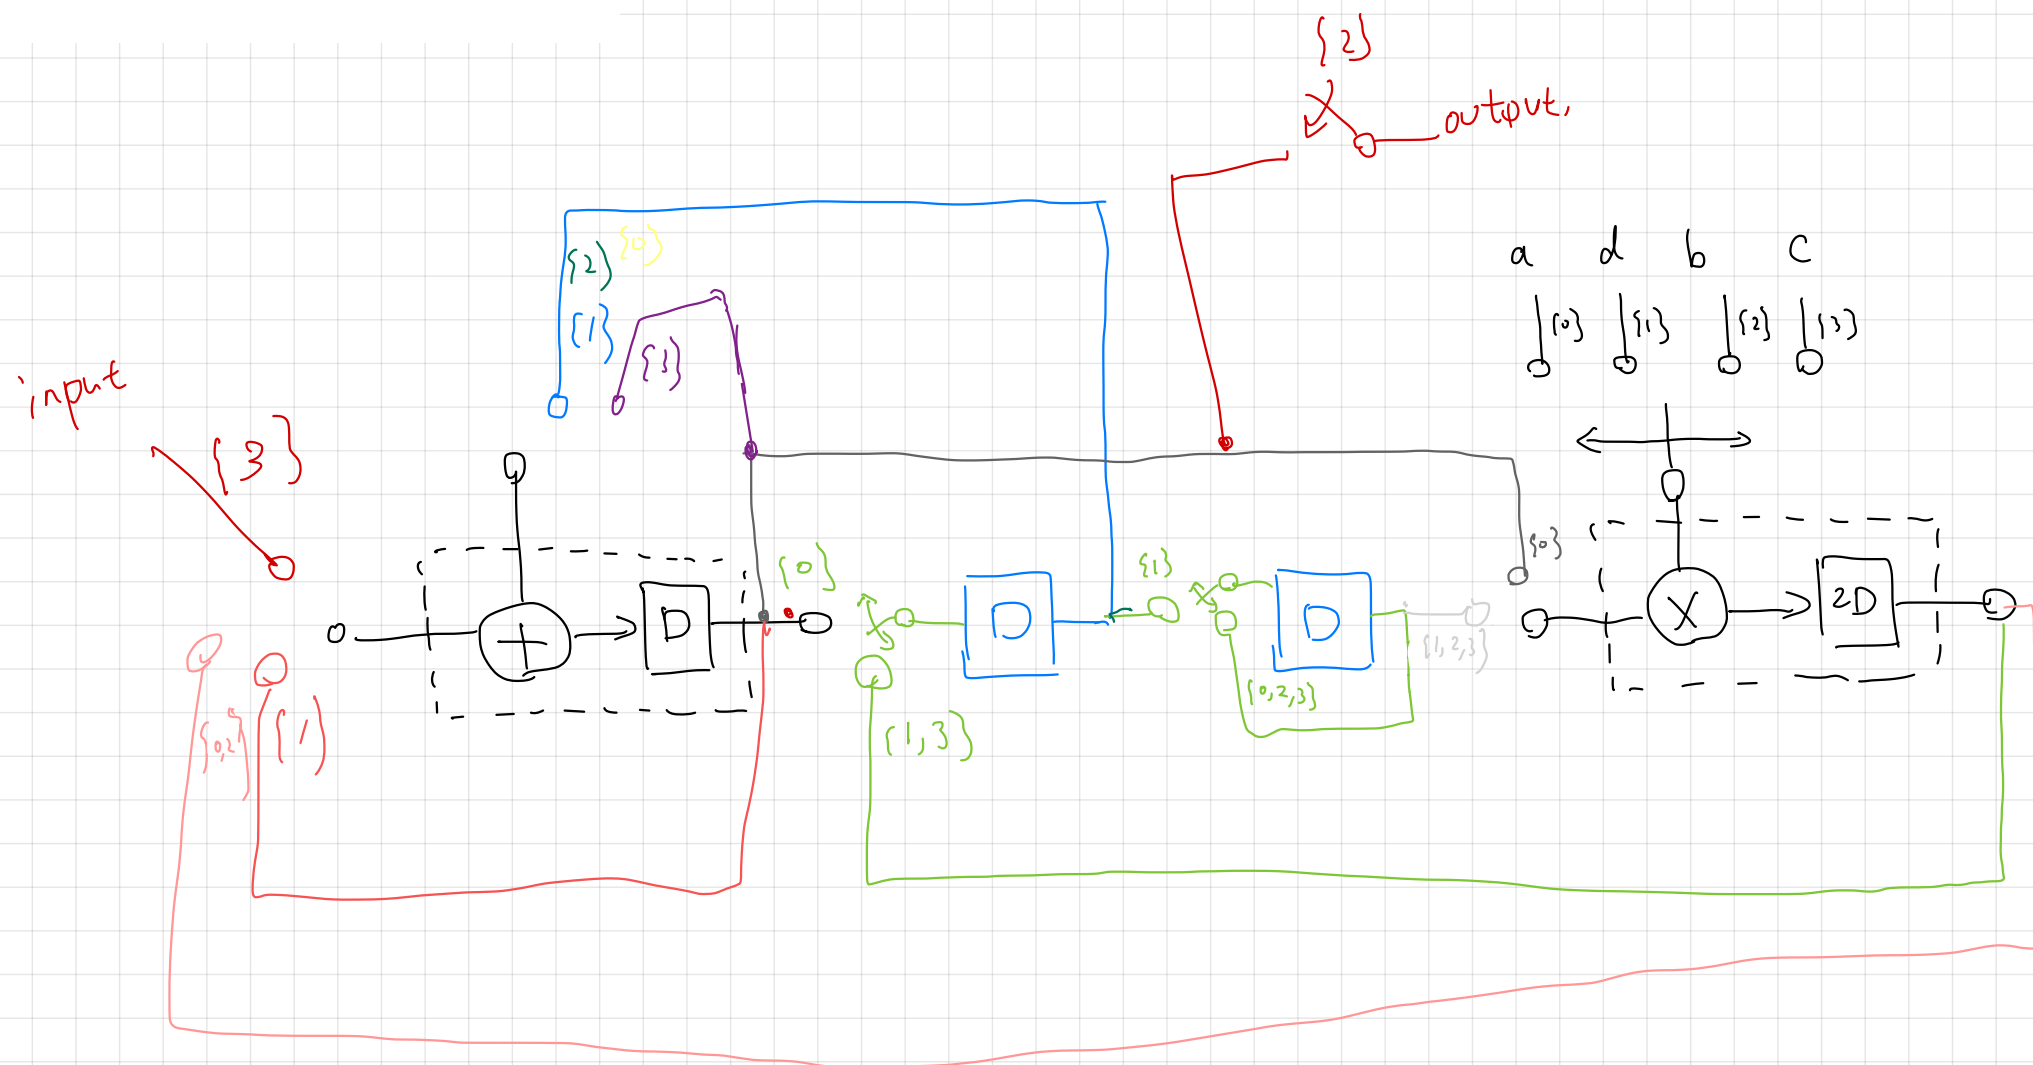 {2}
output.
{2} {0}
a d b c
{1}
{0} {1} {2} {3}
{3}
input
{3}
{0}
{0}
{1}
+ D
D
D
X 2D
{1,2,3}
{0,2,3}
{0,2} {1}
{1,3}